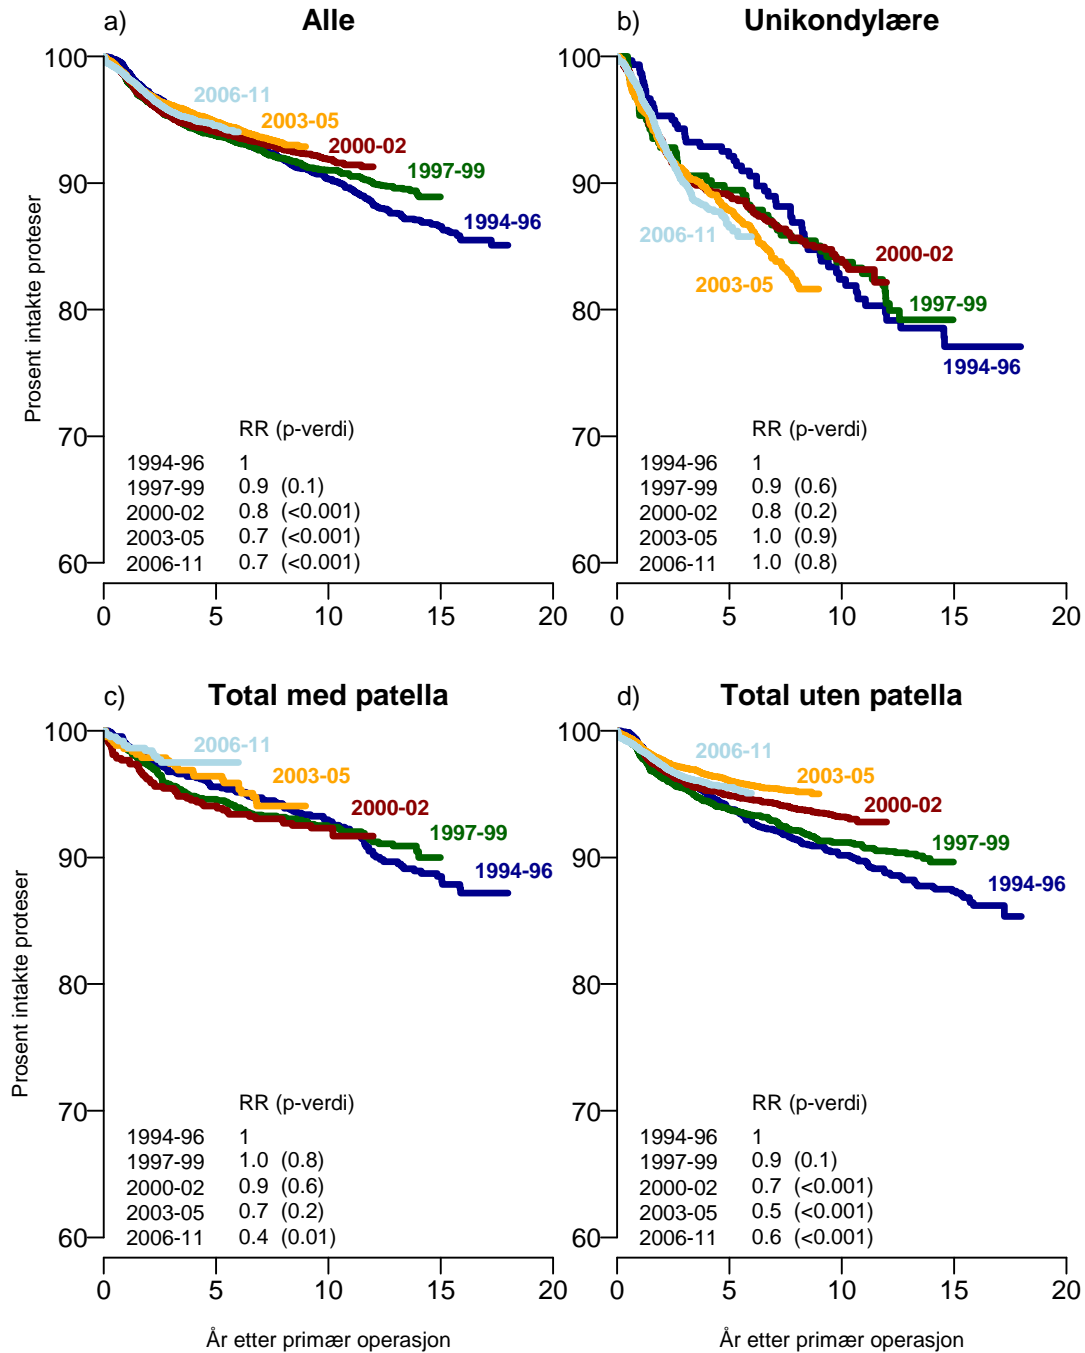 a) Alle
100
90
80
70
60
Prosent intakte proteser
2006-11
2003-05
2000-02
1997-99
1994-96
RR (p-verdi)
1994-96 1
1997-99 0.9 (0.1)
2000-02 0.8 (<0.001)
2003-05 0.7 (<0.001)
2006-11 0.7 (<0.001)
0 5 10 15 20
b) Unikondylære
100
90
80
70
60
2000-02
2006-11
2003-05
1997-99
1994-96
RR (p-verdi)
1994-96 1
1997-99 0.9 (0.6)
2000-02 0.8 (0.2)
2003-05 1.0 (0.9)
2006-11 1.0 (0.8)
0 5 10 15 20
c) Total med patella
100
90
80
70
60
Prosent intakte proteser
2006-11
2003-05
2000-02
1997-99
1994-96
RR (p-verdi)
1994-96 1
1997-99 1.0 (0.8)
2000-02 0.9 (0.6)
2003-05 0.7 (0.2)
2006-11 0.4 (0.01)
0 5 10 15 20
År etter primær operasjon
d) Total uten patella
100
90
80
70
60
2006-11
2003-05
2000-02
1997-99
1994-96
RR (p-verdi)
1994-96 1
1997-99 0.9 (0.1)
2000-02 0.7 (<0.001)
2003-05 0.5 (<0.001)
2006-11 0.6 (<0.001)
0 5 10 15 20
År etter primær operasjon